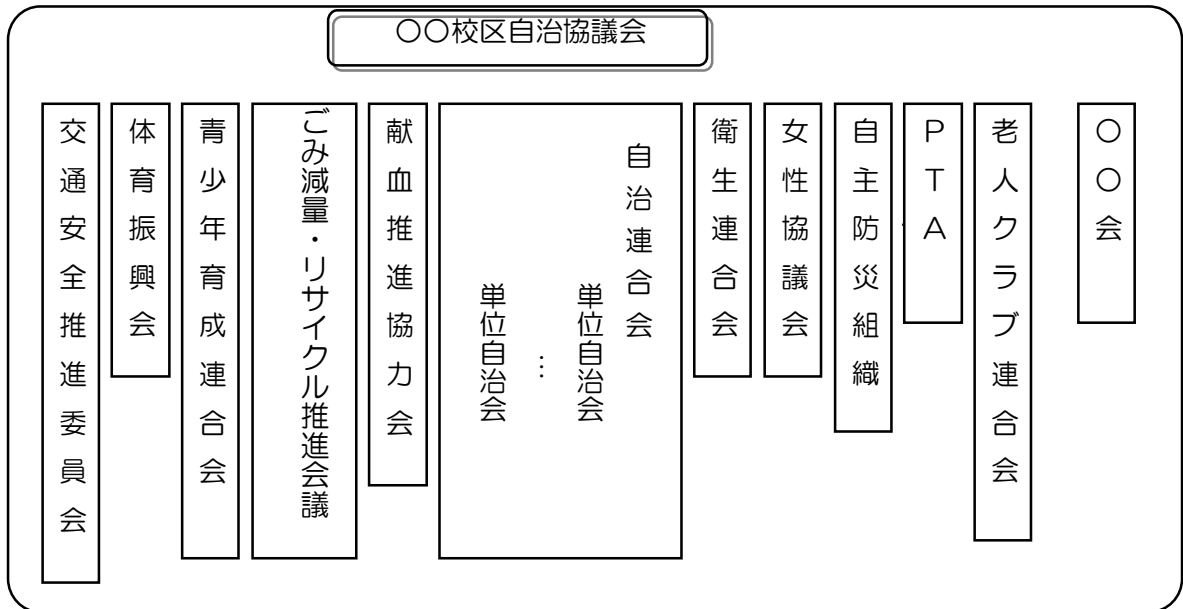 〇〇校区自治協議会
〇〇会
老人クラブ連合会
PTA
自主防災組織
女性協議会
衛生連合会
自治連合会
単位自治会
…
単位自治会
献血推進協力会
ごみ減量・リサイクル推進会議
青少年育成連合会
体育振興会
交通安全推進委員会